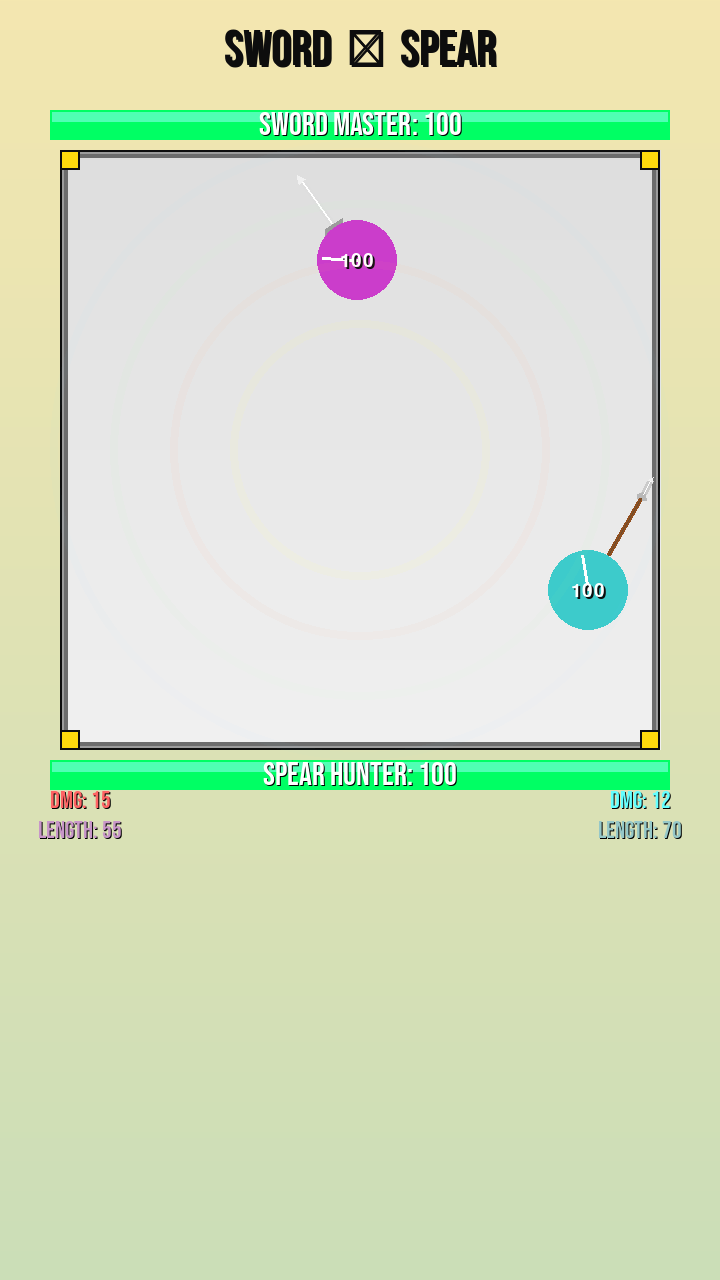 SWORD ☒ SPEAR
SWORD MASTER: 100
100
100
SPEAR HUNTER: 100
DMG: 15 DMG: 12
LENGTH: 55 LENGTH: 70